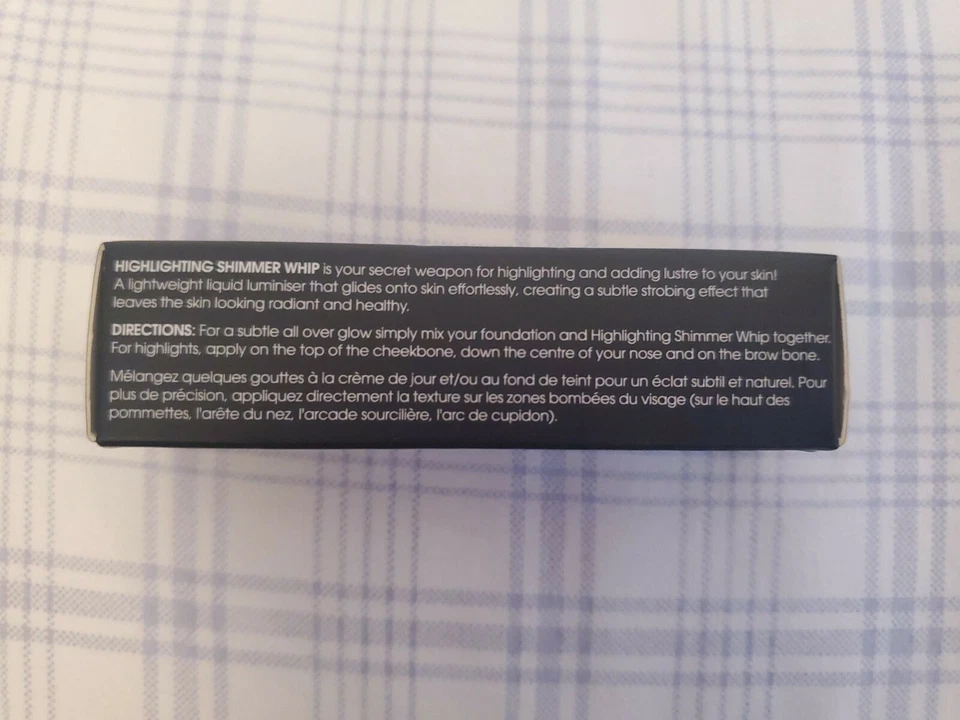 HIGHLIGHTING SHIMMER WHIP is your secret weapon for highlighting and adding lustre to your skin!
A lightweight liquid luminiser that glides onto skin effortlessly, creating a subtle strobing effect that
leaves the skin looking radiant and healthy.
DIRECTIONS: For a subtle all over glow simply mix your foundation and Highlighting Shimmer Whip together.
For highlights, apply on the top of the cheekbone, down the centre of your nose and on the brow bone.
Mélangez quelques gouttes à la crème de jour et/ou au fond de teint pour un éclat subtil et naturel. Pour
plus de précision, appliquez directement la texture sur les zones bombées du visage (sur le haut des
pommettes, l'arête du nez, l'arcade sourcilière, l'arc de cupidon).